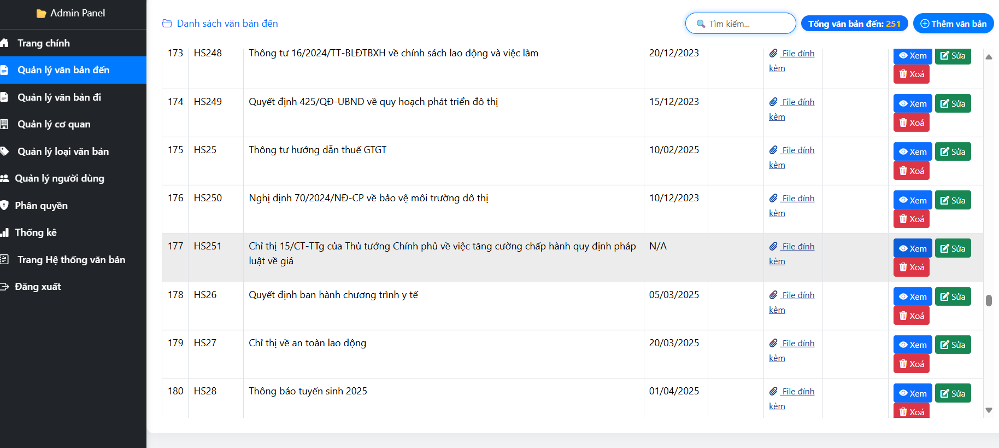 Admin Panel
Trang chính
Quản lý văn bản đến
Quản lý văn bản đi
Quản lý cơ quan
Quản lý loại văn bản
Quản lý người dùng
Phân quyền
Thống kê
Trang Hệ thống văn bản
Đăng xuất
Danh sách văn bản đến
Tìm kiếm...
Tổng văn bản đến: 251
Thêm văn bản
173 HS248 Thông tư 16/2024/TT-BLĐTBXH về chính sách lao động và việc làm 20/12/2023 File đính Xem Sửa
kèm Xoá
174 HS249 Quyết định 425/QĐ-UBND về quy hoạch phát triển đô thị 15/12/2023 File đính Xem Sửa
kèm Xoá
175 HS25 Thông tư hướng dẫn thuế GTGT 10/02/2025 File đính Xem Sửa
kèm Xoá
176 HS250 Nghị định 70/2024/NĐ-CP về bảo vệ môi trường đô thị 10/12/2023 File đính Xem Sửa
kèm Xoá
177 HS251 Chỉ thị 15/CT-TTg của Thủ tướng Chính phủ về việc tăng cường chấp hành quy định pháp N/A File đính Xem Sửa
luật về giá kèm Xoá
178 HS26 Quyết định ban hành chương trình y tế 05/03/2025 File đính Xem Sửa
kèm Xoá
179 HS27 Chỉ thị về an toàn lao động 20/03/2025 File đính Xem Sửa
kèm Xoá
180 HS28 Thông báo tuyển sinh 2025 01/04/2025 File đính Xem Sửa
kèm Xoá